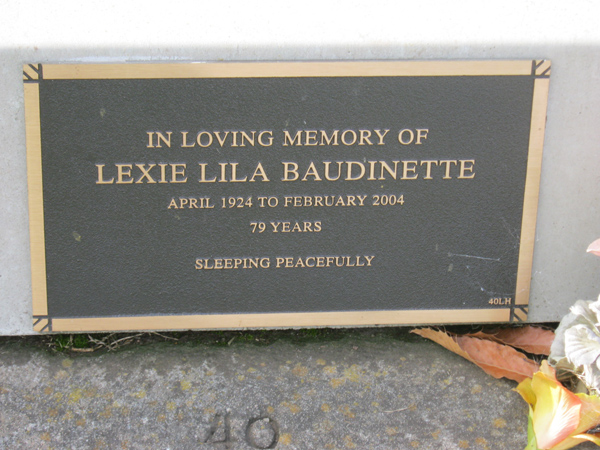 IN LOVING MEMORY OF
LEXIE LILA BAUDINETTE
APRIL 1924 TO FEBRUARY 2004
79 YEARS
SLEEPING PEACEFULLY
40LH
40